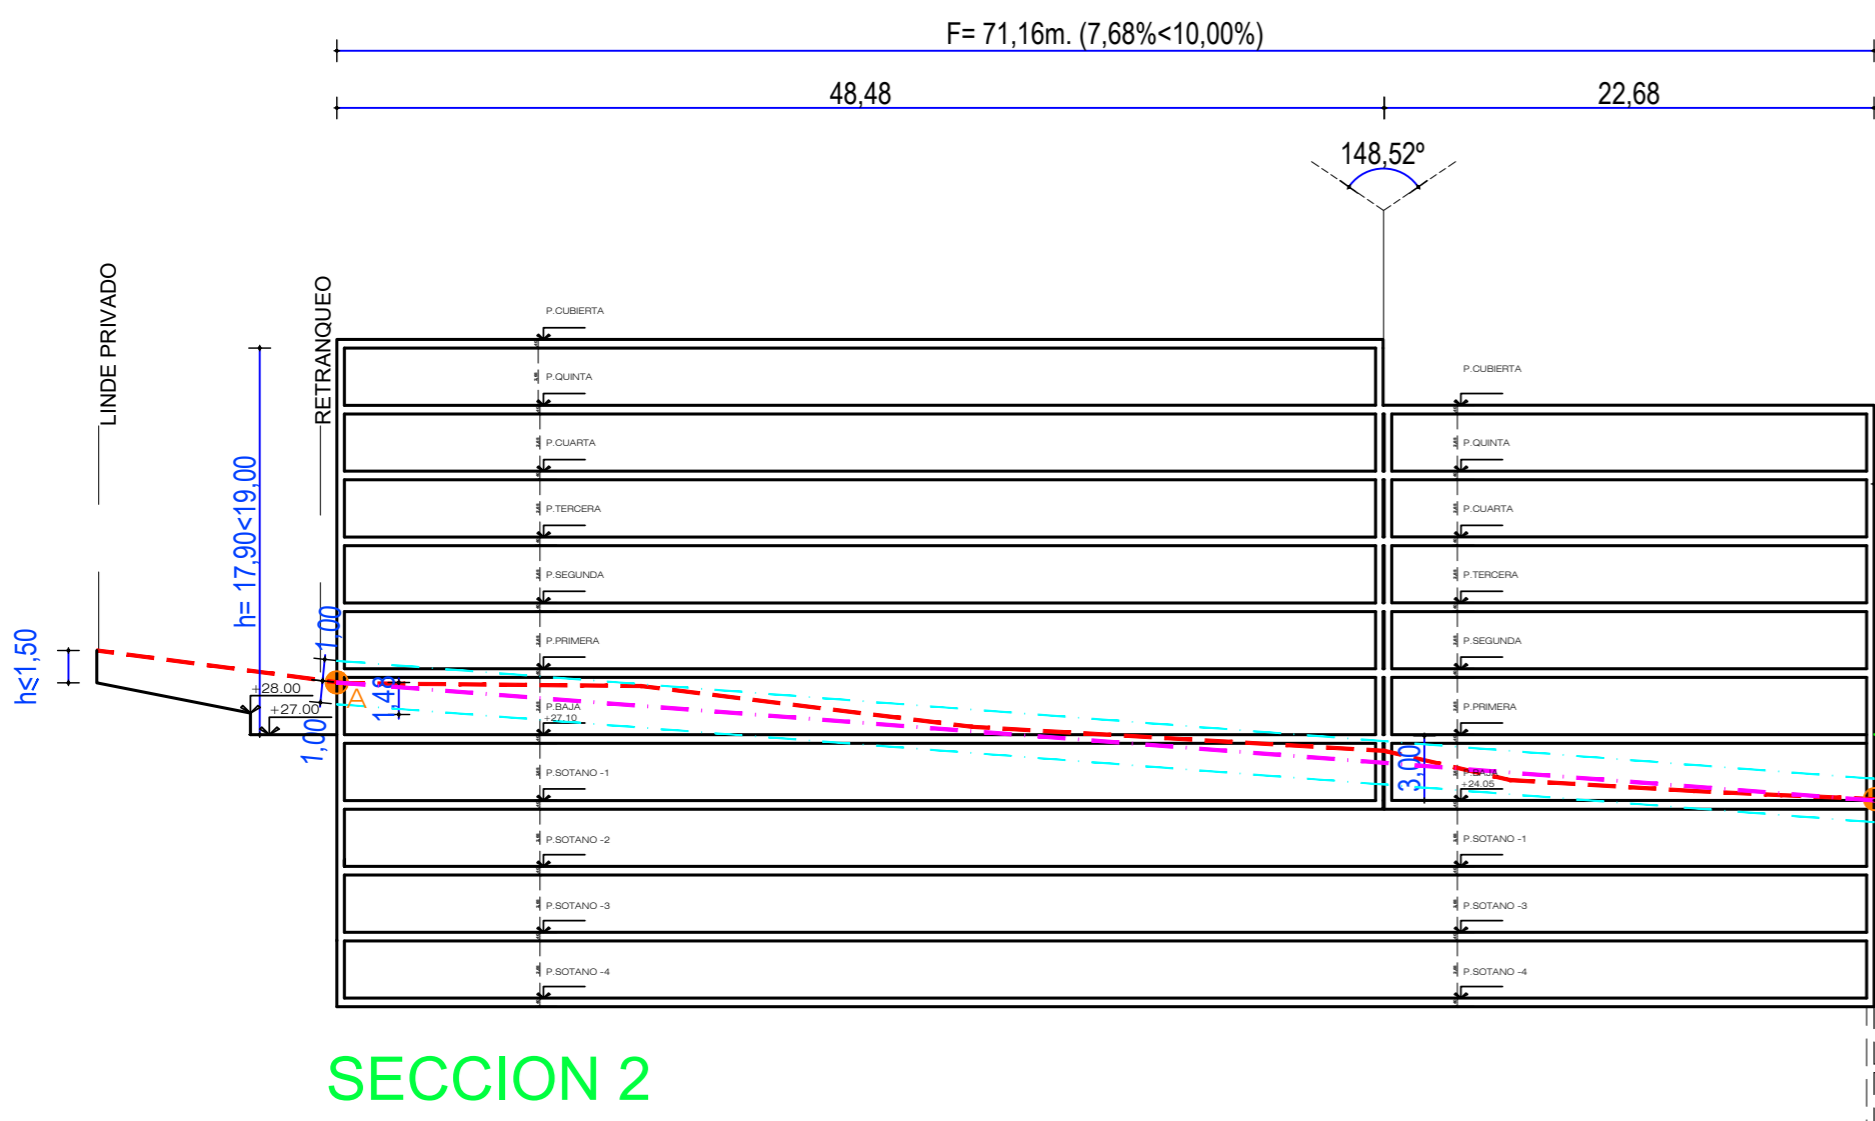 F= 71,16m. (7,68%<10,00%)
48,48
22,68
148,52º
LINDE PRIVADO
RETRANQUEO
h= 17,90<19,00
h≤1,50
1,00
1,00
1,48
3,00
+28.00
+27.00
A
P.CUBIERTA
P.QUINTA
P.CUARTA
P.TERCERA
P.SEGUNDA
P.PRIMERA
P.BAJA
+27.10
P.SOTANO -1
P.SOTANO -2
P.SOTANO -3
P.SOTANO -4
P.CUBIERTA
P.QUINTA
P.CUARTA
P.TERCERA
P.SEGUNDA
P.PRIMERA
P.BAJA
+24.05
P.SOTANO -1
P.SOTANO -3
P.SOTANO -4
SECCION 2